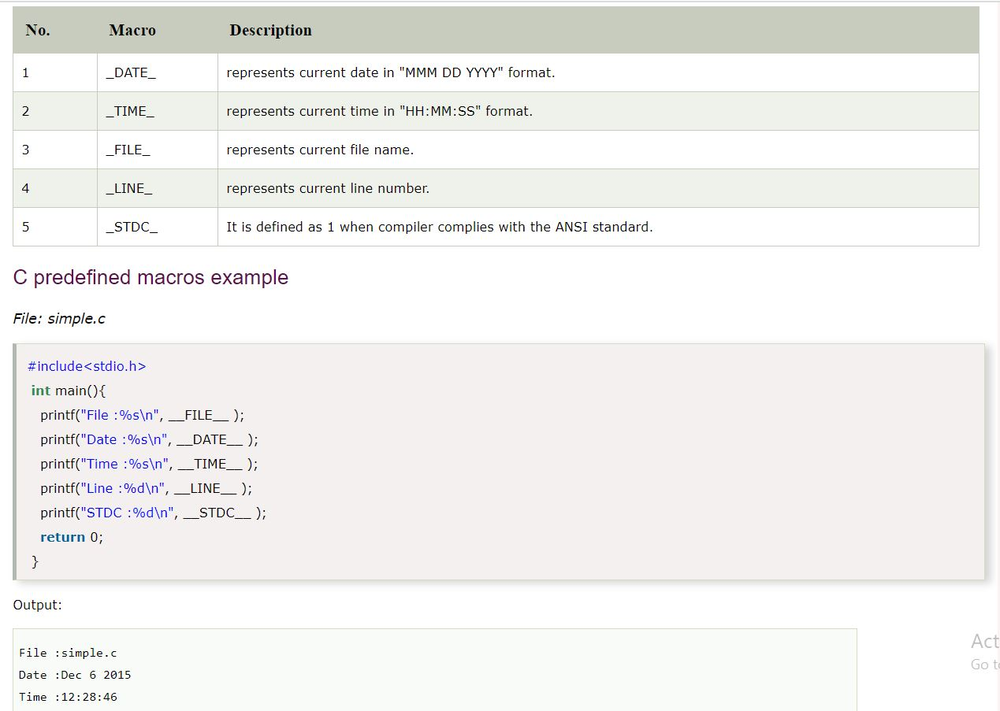 No. Macro Description
1 _DATE_ represents current date in "MMM DD YYYY" format.
2 _TIME_ represents current time in "HH:MM:SS" format.
3 _FILE_ represents current file name.
4 _LINE_ represents current line number.
5 _STDC_ It is defined as 1 when compiler complies with the ANSI standard.
C predefined macros example
File: simple.c
#include<stdio.h>
int main(){
printf("File :%s\n", __FILE__ );
printf("Date :%s\n", __DATE__ );
printf("Time :%s\n", __TIME__ );
printf("Line :%d\n", __LINE__ );
printf("STDC :%d\n", __STDC__ );
return 0;
}
Output:
File :simple.c
Date :Dec 6 2015
Time :12:28:46
Act
Go t